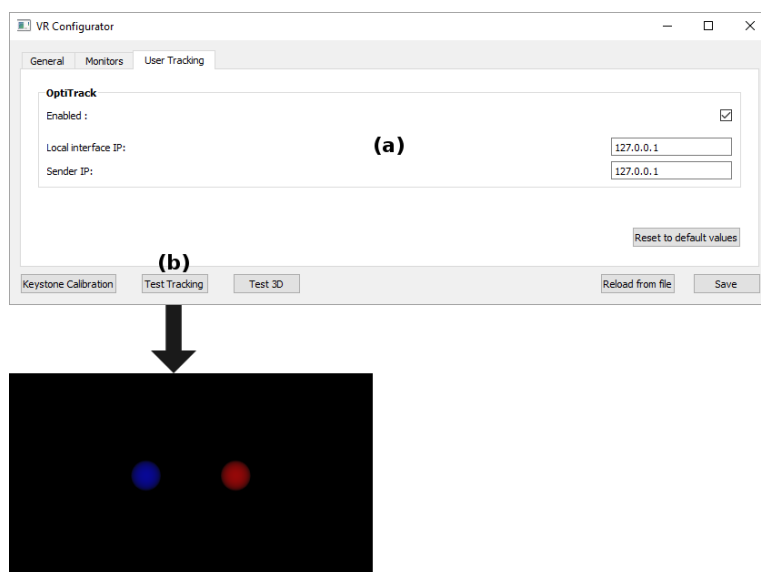 VR Configurator
General Monitors User Tracking
OptiTrack
Enabled :
(a)
Local interface IP: 127.0.0.1
Sender IP: 127.0.0.1
Reset to default values
(b)
Keystone Calibration Test Tracking Test 3D Reload from file Save